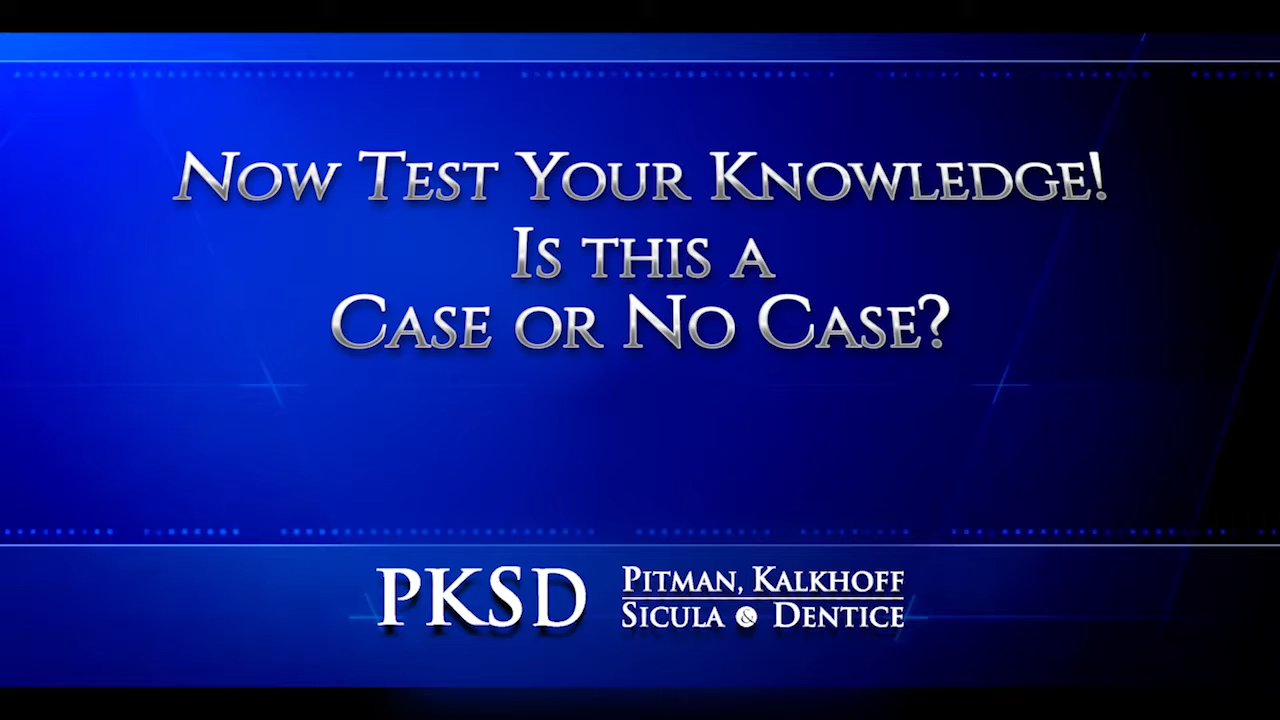 Now Test Your Knowledge!
Is this a
Case or No Case?
PKSD
Pitman, Kalkhoff
Sicula & Dentice